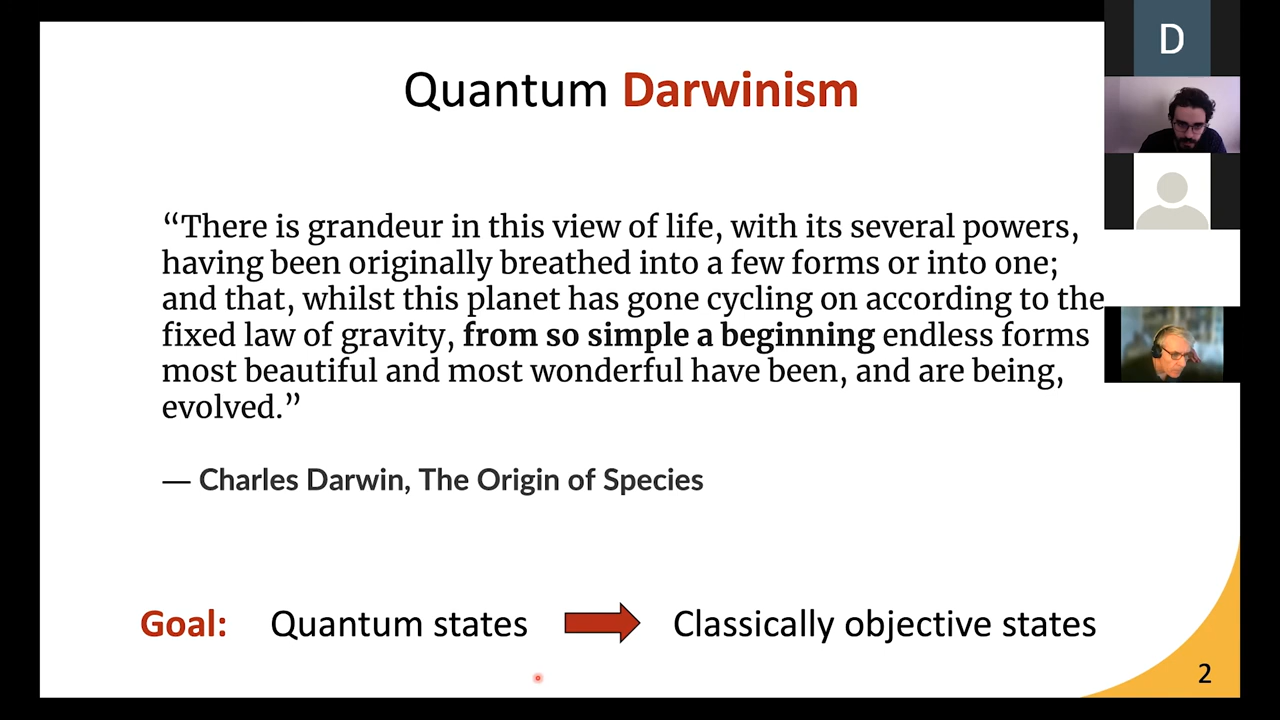 Quantum Darwinism
“There is grandeur in this view of life, with its several powers,
having been originally breathed into a few forms or into one;
and that, whilst this planet has gone cycling on according to the
fixed law of gravity, from so simple a beginning endless forms
most beautiful and most wonderful have been, and are being,
evolved.”
— Charles Darwin, The Origin of Species
Goal: Quantum states Classically objective states
2
D